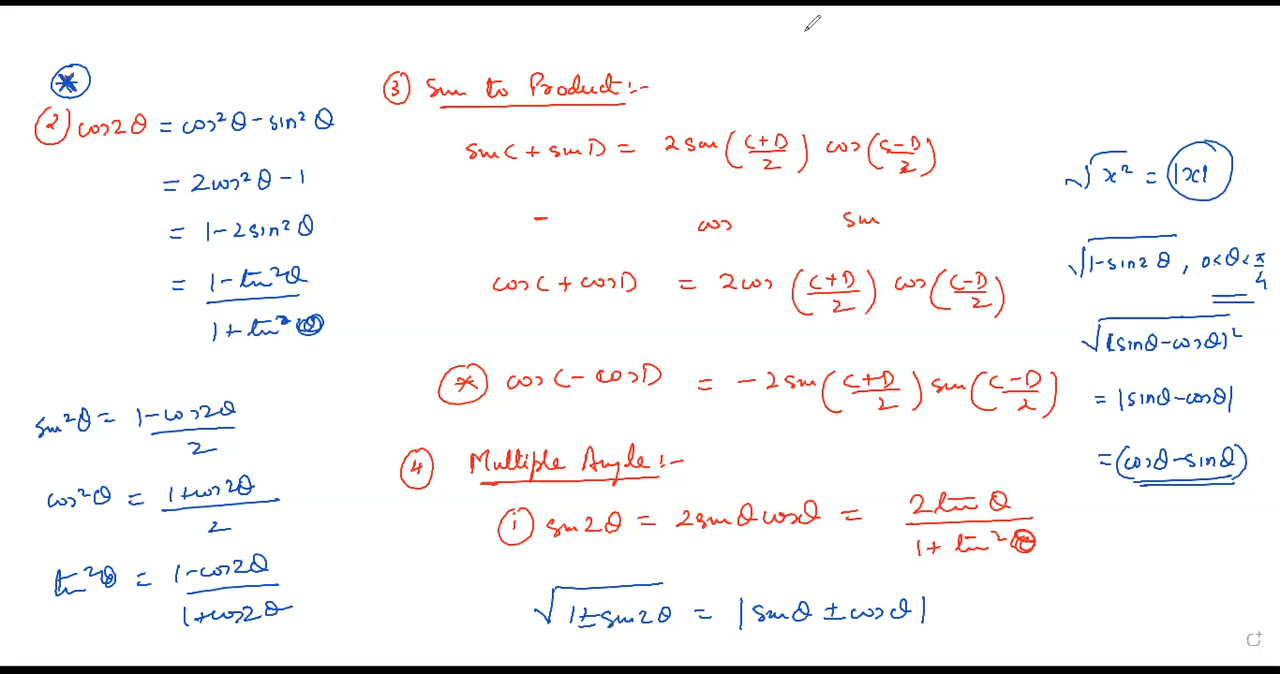 *
(2) cos2θ = cos²θ - sin²θ
= 2cos²θ - 1
= 1 - 2sin²θ
= (1 - tan²θ)/(1 + tan²θ)
sin²θ = (1 - cos2θ)/2
cos²θ = (1 + cos2θ)/2
tan²θ = (1 - cos2θ)/(1 + cos2θ)
(3) Sum to Product :-
sinC + sinD = 2 sin((C+D)/2) cos((C-D)/2)
- cos sin
cosC + cosD = 2cos((C+D)/2) cos((C-D)/2)
(*) cosC - cosD = -2sin((C+D)/2) sin((C-D)/2)
(4) Multiple Angle :-
(i) sin2θ = 2sinθcosθ = (2tanθ)/(1 + tan²θ)
√(1 ± sin2θ) = |sinθ ± cosθ|
√(x²) = |x|
√(1 - sin2θ) , 0<θ<π/4
√((sinθ - cosθ)²)
= |sinθ - cosθ|
= (cosθ - sinθ)